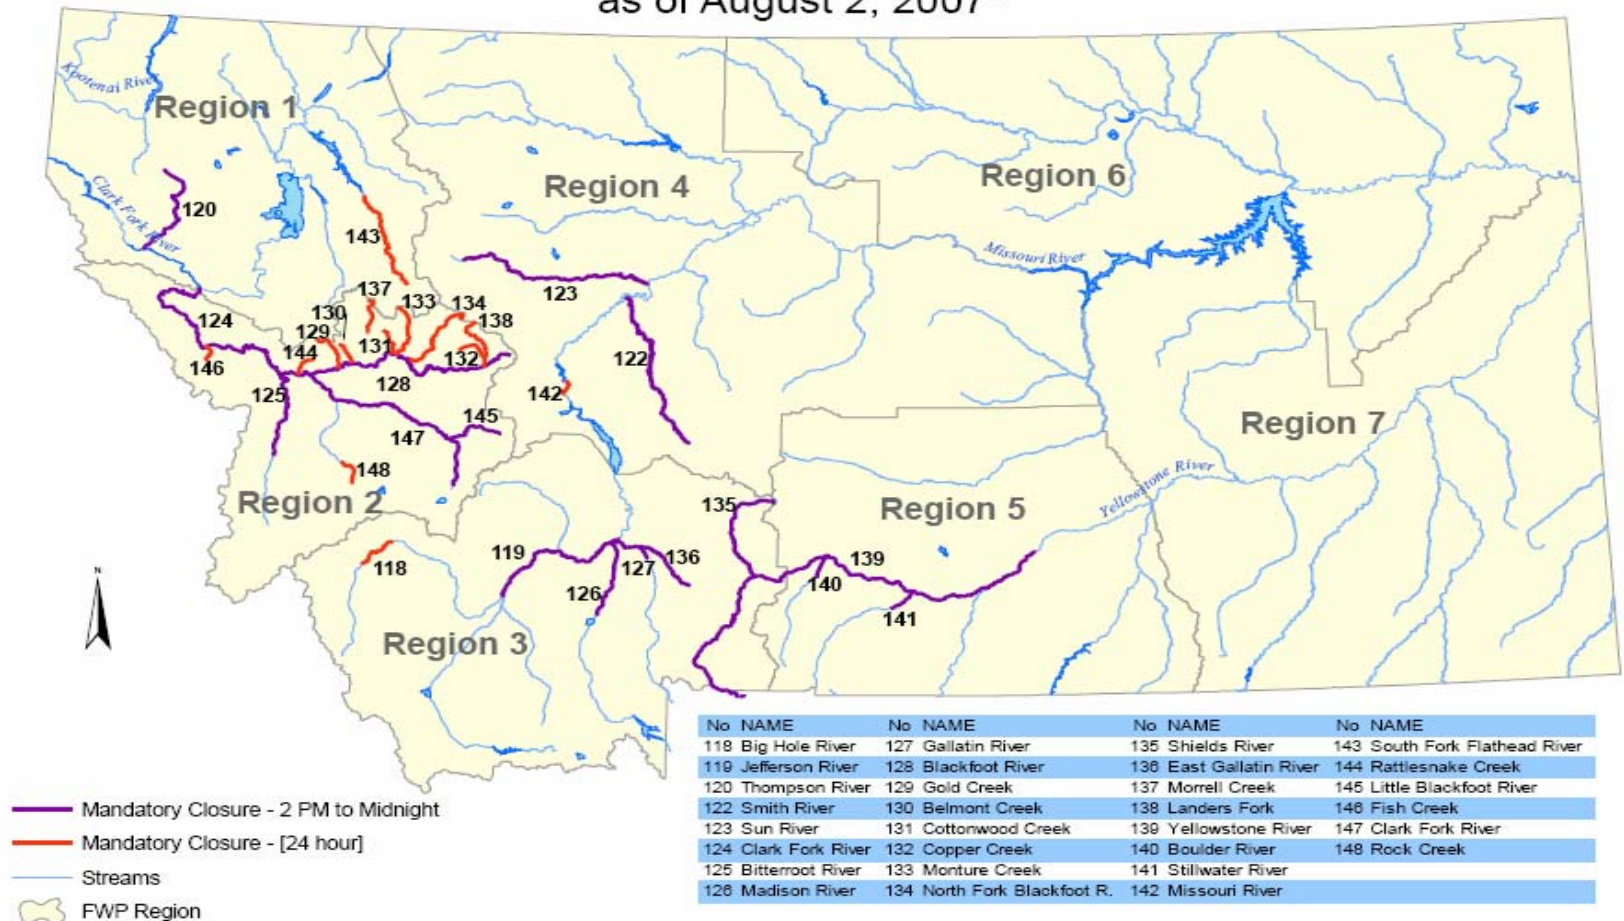 as of August 2, 2007
Kootenai River
Region 1
Clark Fork River
120
143
Region 4
Region 6
Missouri River
123
137
133
134
138
130
129
124
144
131
132
146
128
122
125
142
145
147
148
Region 2
Region 7
Yellowstone River
Region 5
135
119
118
136
127
126
139
140
141
Region 3
N
No NAME No NAME No NAME No NAME
118 Big Hole River 127 Gallatin River 135 Shields River 143 South Fork Flathead River
119 Jefferson River 128 Blackfoot River 136 East Gallatin River 144 Rattlesnake Creek
120 Thompson River 129 Gold Creek 137 Morrell Creek 145 Little Blackfoot River
122 Smith River 130 Belmont Creek 138 Landers Fork 146 Fish Creek
123 Sun River 131 Cottonwood Creek 139 Yellowstone River 147 Clark Fork River
124 Clark Fork River 132 Copper Creek 140 Boulder River 148 Rock Creek
125 Bitterroot River 133 Monture Creek 141 Stillwater River
126 Madison River 134 North Fork Blackfoot R. 142 Missouri River
Mandatory Closure - 2 PM to Midnight
Mandatory Closure - [24 hour]
Streams
FWP Region